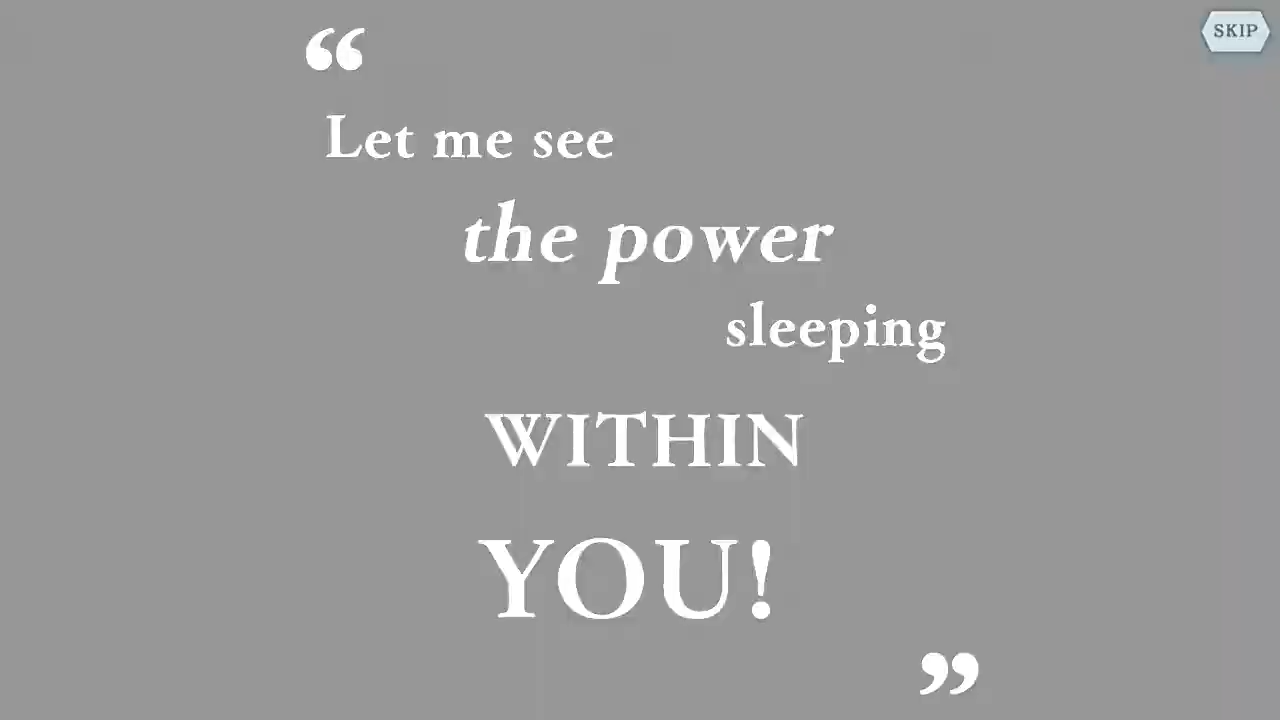 SKIP
“
Let me see
the power
sleeping
WITHIN
YOU!
”